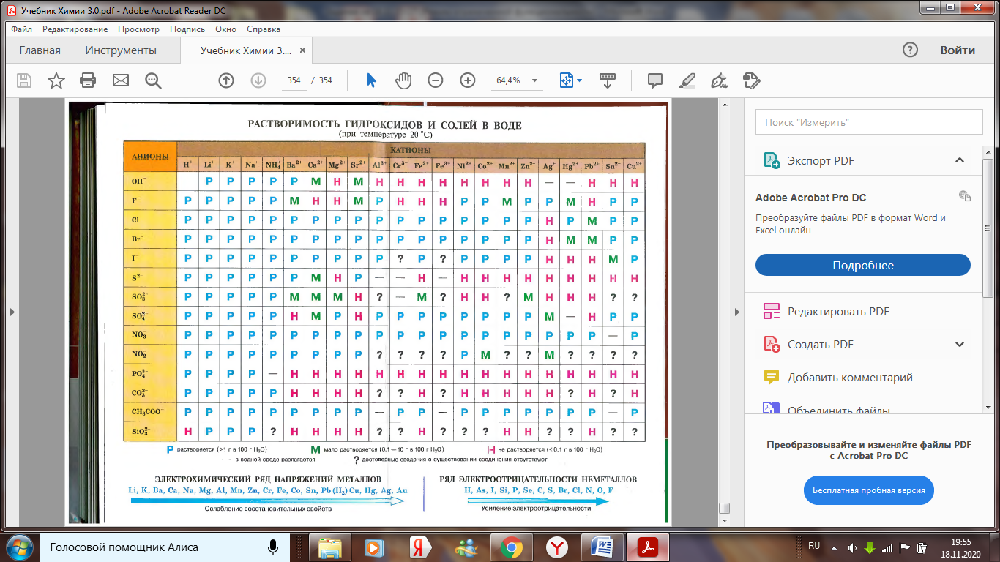 Учебник Химии 3.0.pdf - Adobe Acrobat Reader DC
Файл Редактирование Просмотр Подпись Окно Справка
Главная Инструменты Учебник Химии 3.... × Войти
354 / 354 64,4%
РАСТВОРИМОСТЬ ГИДРОКСИДОВ И СОЛЕЙ В ВОДЕ
(при температуре 20 °C)
АНИОНЫ КАТИОНЫ
H⁺ Li⁺ K⁺ Na⁺ NH₄⁺ Ba²⁺ Ca²⁺ Mg²⁺ Sr²⁺ Al³⁺ Cr³⁺ Fe²⁺ Fe³⁺ Ni²⁺ Co²⁺ Mn²⁺ Zn²⁺ Ag⁺ Hg²⁺ Pb²⁺ Sn²⁺ Cu²⁺
OH⁻ Р Р Р Р Р М Н М Н Н Н Н Н Н Н Н — — Н Н Н
F⁻ Р Р Р Р Р М Н Н М Р Н Н Н Р Р М Р Р М Н Р Р
Cl⁻ Р Р Р Р Р Р Р Р Р Р Р Р Р Р Р Р Р Н Р М Р Р
Br⁻ Р Р Р Р Р Р Р Р Р Р Р Р Р Р Р Р Р Н М М Р Р
I⁻ Р Р Р Р Р Р Р Р Р Р ? Р ? Р Р Р Р Н Н Н М Р
S²⁻ Р Р Р Р Р Р М Н Р — — Н — Н Н Н Н Н Н Н Н Н
SO₃²⁻ Р Р Р Р Р М М М Н ? — М ? Н Н ? М Н Н Н ? ?
SO₄²⁻ Р Р Р Р Р Н М Р Н Р Р Р Р Р Р Р Р М — Н Р Р
NO₃⁻ Р Р Р Р Р Р Р Р Р Р Р Р Р Р Р Р Р Р Р Р — Р
NO₂⁻ Р Р Р Р Р Р Р Р Р ? ? ? ? Р М ? ? М ? ? ? ?
PO₄³⁻ Р Р Р Р — Н Н Н Н Н Н Н Н Н Н Н Н Н Н Н Н Н
CO₃²⁻ Р Р Р Р Р Н Н Н Н ? ? Н ? Н Н Н Н Н ? Н ? Н
CH₃COO⁻ Р Р Р Р Р Р Р Р Р — Р Р — Р Р Р Р Р Р Р — Р
SiO₃²⁻ Н Р Р Р ? Н Н Н Н ? ? Н ? ? ? Н Н ? ? Н ? ?
Р растворяется (>1 г в 100 г H₂O) М мало растворяется (0,1 — 10 г в 100 г H₂O) Н не растворяется (< 0,1 г в 100 г H₂O)
— в водной среде разлагается ? достоверные сведения о существовании соединения отсутствуют
ЭЛЕКТРОХИМИЧЕСКИЙ РЯД НАПРЯЖЕНИЙ МЕТАЛЛОВ
Li, K, Ba, Ca, Na, Mg, Al, Mn, Zn, Cr, Fe, Co, Sn, Pb (H₂) Cu, Hg, Ag, Au
Ослабление восстановительных свойств
РЯД ЭЛЕКТРООТРИЦАТЕЛЬНОСТИ НЕМЕТАЛЛОВ
H, As, I, Si, P, Se, C, S, Br, Cl, N, O, F
Усиление электроотрицательности
Поиск "Измерить"
Экспорт PDF
Adobe Acrobat Pro DC
Преобразуйте файлы PDF в формат Word и
Excel онлайн
Подробнее
Редактировать PDF
Создать PDF
Добавить комментарий
Объединить файлы
Преобразовывайте и изменяйте файлы PDF
с Acrobat Pro DC
Бесплатная пробная версия
Голосовой помощник Алиса
RU
19:55
18.11.2020